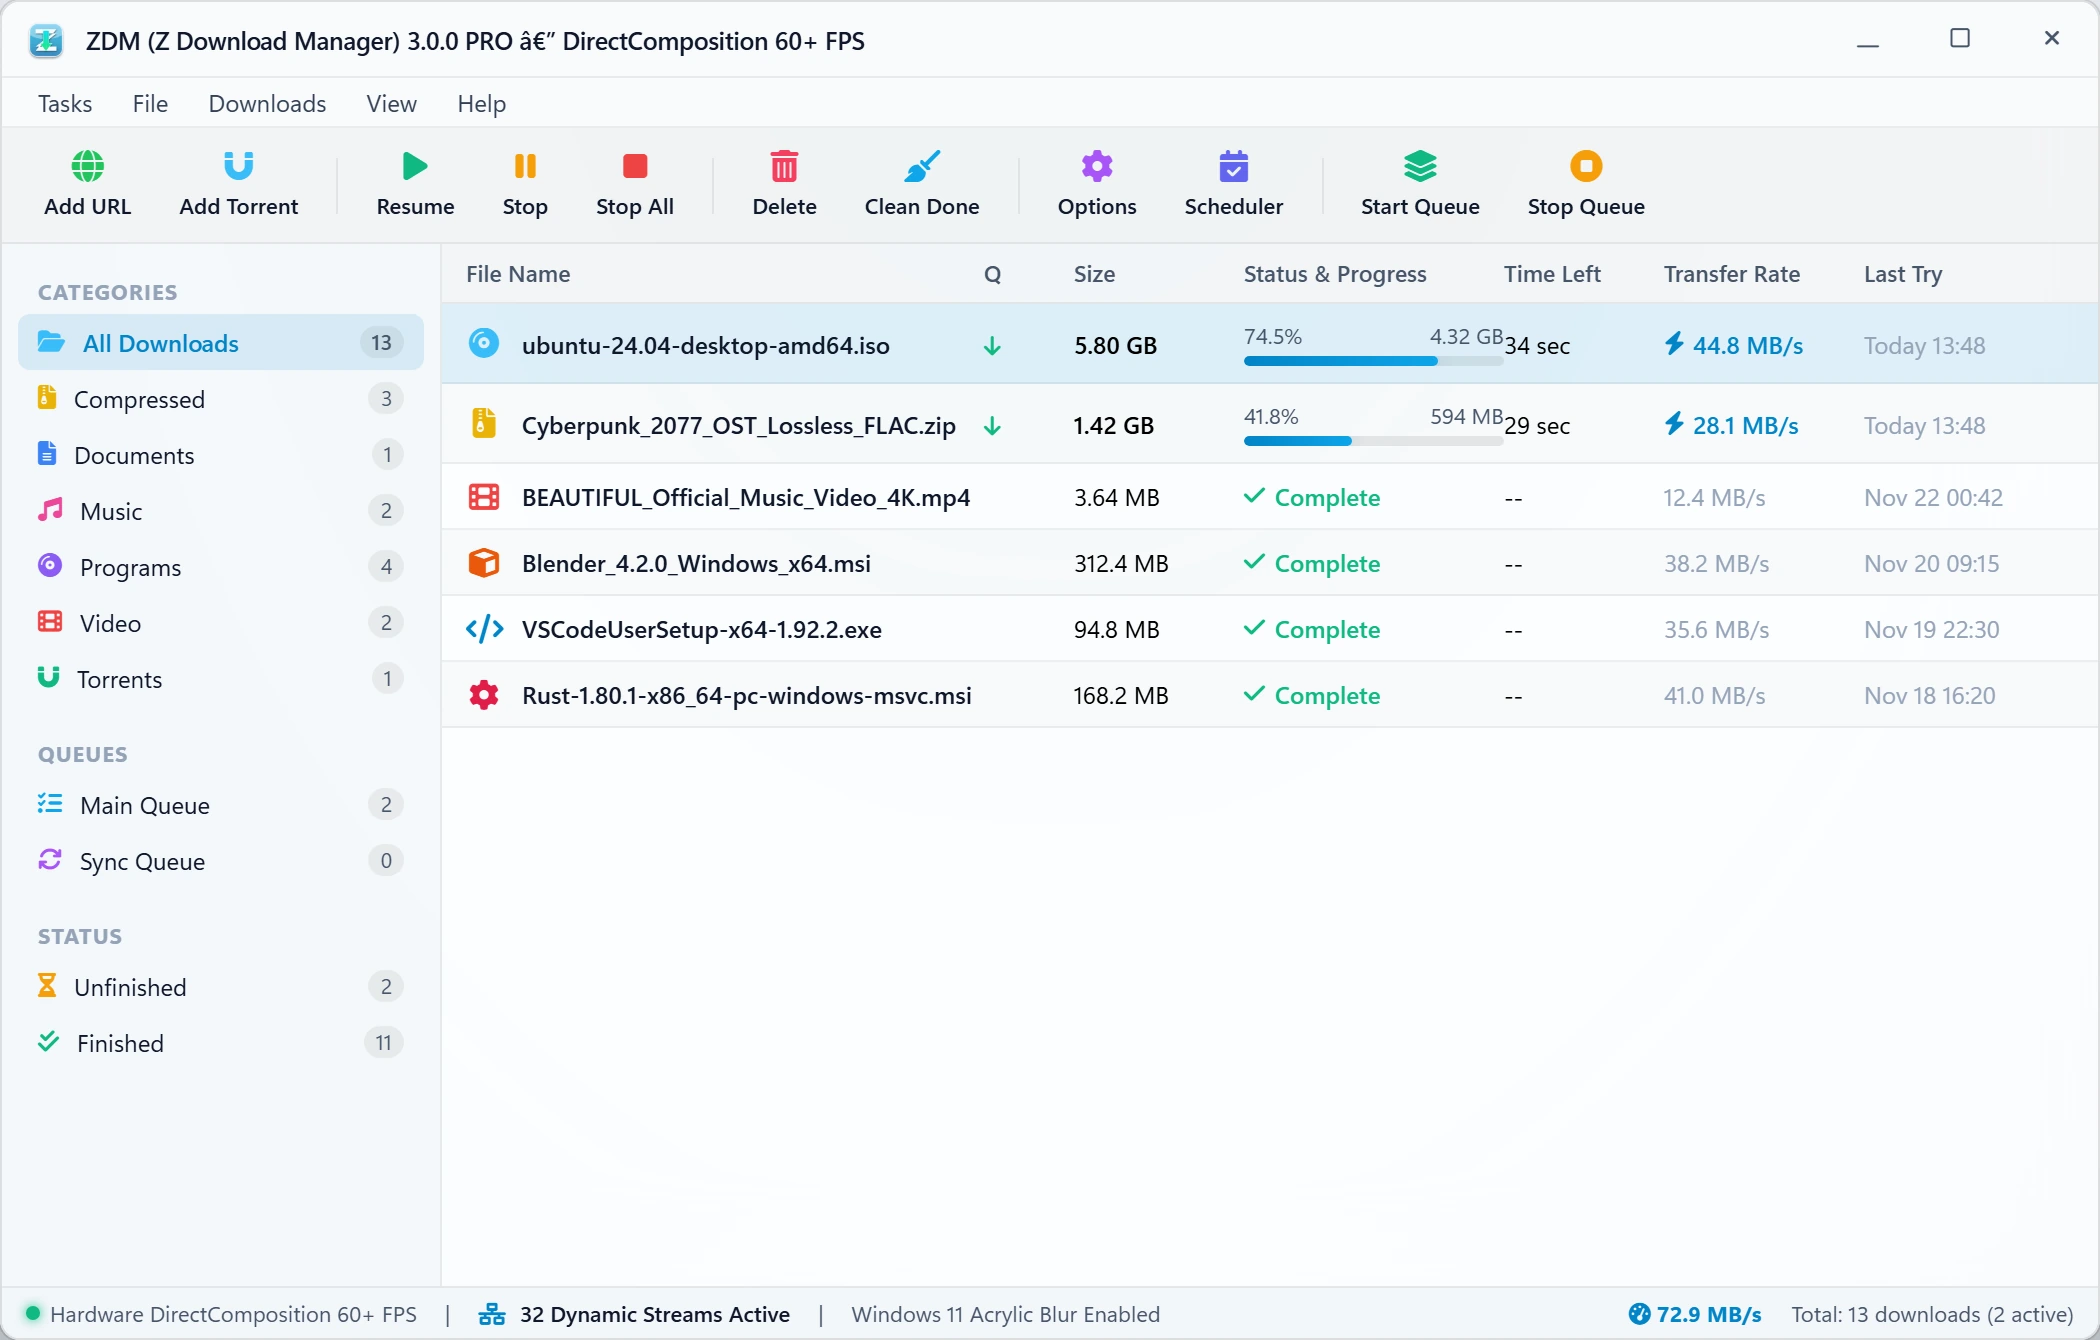 ZDM (Z Download Manager) 3.0.0 PRO â€” DirectComposition 60+ FPS
Tasks File Downloads View Help
Add URL Add Torrent Resume Stop Stop All Delete Clean Done Options Scheduler Start Queue Stop Queue
CATEGORIES
All Downloads 13
Compressed 3
Documents 1
Music 2
Programs 4
Video 2
Torrents 1
QUEUES
Main Queue 2
Sync Queue 0
STATUS
Unfinished 2
Finished 11
File Name Q Size Status & Progress Time Left Transfer Rate Last Try
ubuntu-24.04-desktop-amd64.iso 5.80 GB 74.5% 4.32 GB 34 sec 44.8 MB/s Today 13:48
Cyberpunk_2077_OST_Lossless_FLAC.zip 1.42 GB 41.8% 594 MB 29 sec 28.1 MB/s Today 13:48
BEAUTIFUL_Official_Music_Video_4K.mp4 3.64 MB Complete -- 12.4 MB/s Nov 22 00:42
Blender_4.2.0_Windows_x64.msi 312.4 MB Complete -- 38.2 MB/s Nov 20 09:15
VSCodeUserSetup-x64-1.92.2.exe 94.8 MB Complete -- 35.6 MB/s Nov 19 22:30
Rust-1.80.1-x86_64-pc-windows-msvc.msi 168.2 MB Complete -- 41.0 MB/s Nov 18 16:20
Hardware DirectComposition 60+ FPS | 32 Dynamic Streams Active | Windows 11 Acrylic Blur Enabled 72.9 MB/s Total: 13 downloads (2 active)